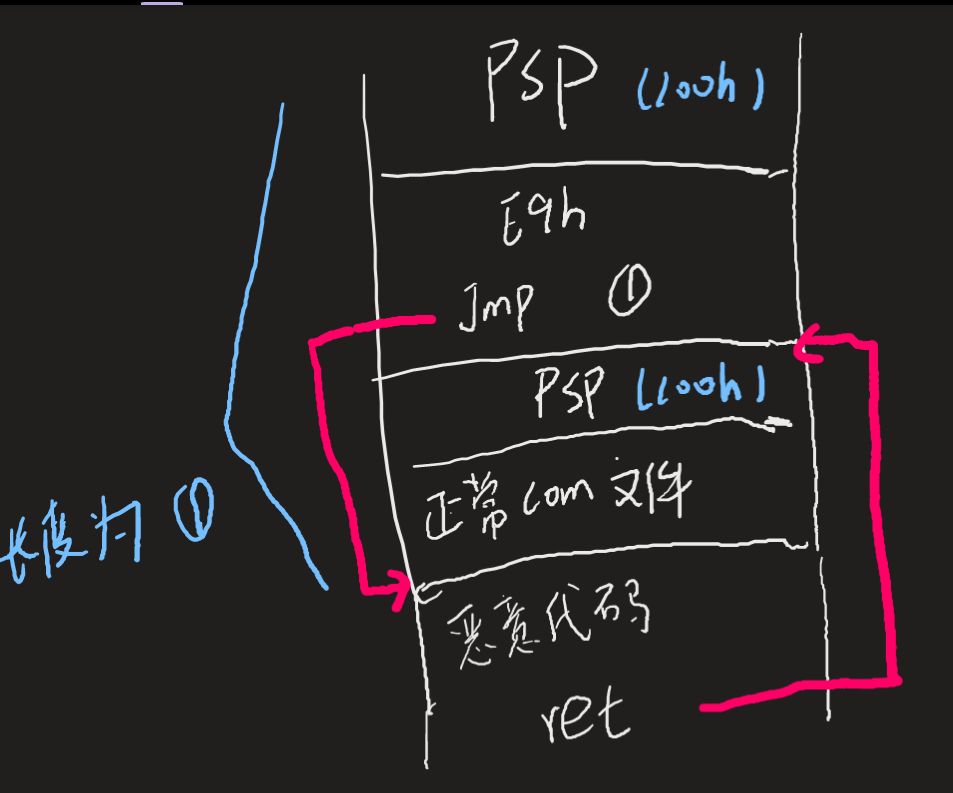 PSP (100h)
E9h
Jmp ①
PSP (100h)
正常com文件
长度为 ①
恶意代码
ret